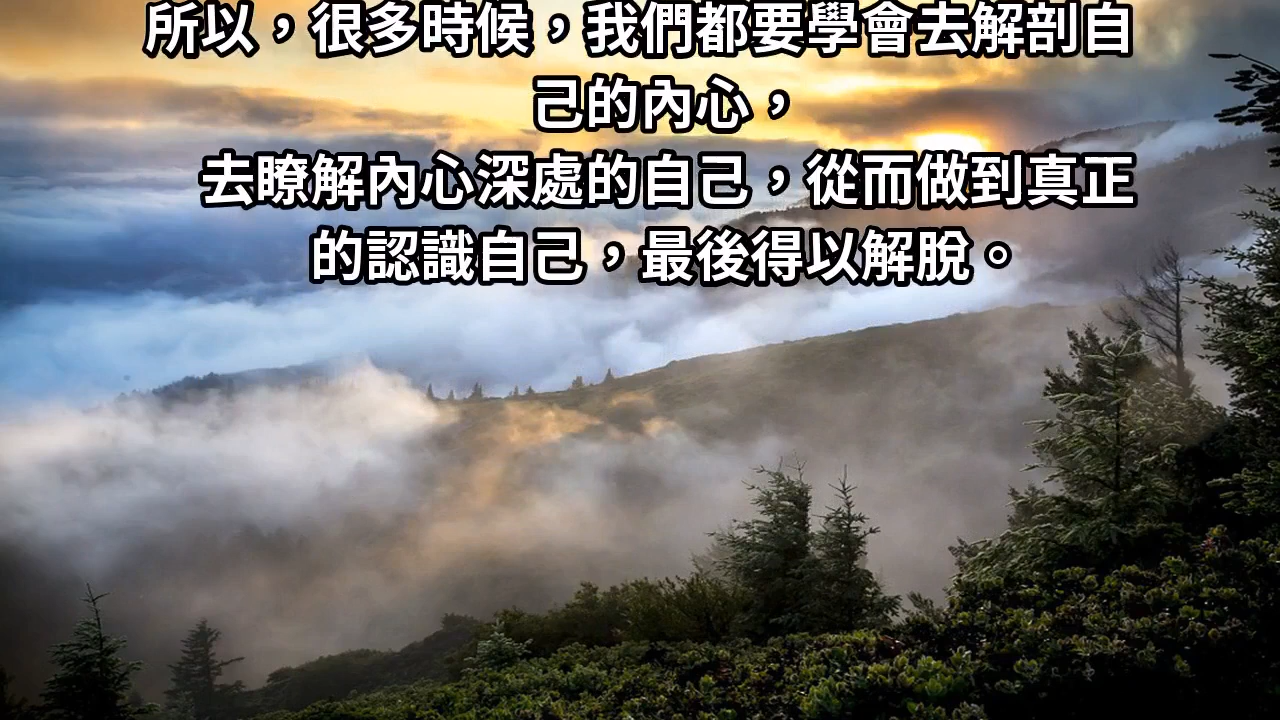 所以，很多時候，我們都要學會去解剖自
己的內心，
去瞭解內心深處的自己，從而做到真正
的認識自己，最後得以解脫。